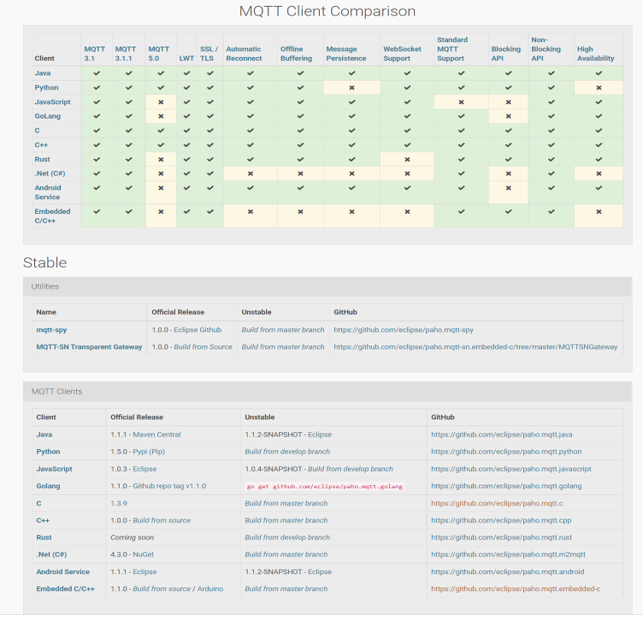 MQTT Client Comparison
Client MQTT 3.1 MQTT 3.1.1 MQTT 5.0 LWT SSL / TLS Automatic Reconnect Offline Buffering Message Persistence WebSocket Support Standard MQTT Support Blocking API Non-Blocking API High Availability
Java ✔ ✔ ✔ ✔ ✔ ✔ ✔ ✔ ✔ ✔ ✔ ✔ ✔
Python ✔ ✔ ✔ ✔ ✔ ✔ ✔ ✖ ✔ ✔ ✔ ✔ ✖
JavaScript ✔ ✔ ✖ ✔ ✔ ✔ ✔ ✔ ✔ ✖ ✖ ✔ ✔
GoLang ✔ ✔ ✖ ✔ ✔ ✔ ✔ ✔ ✔ ✔ ✖ ✔ ✔
C ✔ ✔ ✔ ✔ ✔ ✔ ✔ ✔ ✔ ✔ ✔ ✔ ✔
C++ ✔ ✔ ✔ ✔ ✔ ✔ ✔ ✔ ✔ ✔ ✔ ✔ ✔
Rust ✔ ✔ ✖ ✔ ✔ ✔ ✔ ✔ ✖ ✔ ✔ ✔ ✔
.Net (C#) ✔ ✔ ✖ ✔ ✔ ✖ ✖ ✖ ✖ ✔ ✖ ✔ ✖
Android Service ✔ ✔ ✖ ✔ ✔ ✔ ✔ ✔ ✔ ✔ ✖ ✔ ✔
Embedded C/C++ ✔ ✔ ✖ ✔ ✔ ✖ ✖ ✖ ✖ ✔ ✔ ✔ ✖
Stable
Utilities
Name Official Release Unstable GitHub
mqtt-spy 1.0.0 - Eclipse Github Build from master branch https://github.com/eclipse/paho.mqtt-spy
MQTT-SN Transparent Gateway 1.0.0 - Build from Source Build from master branch https://github.com/eclipse/paho.mqtt-sn.embedded-c/tree/master/MQTTSNGateway
MQTT Clients
Client Official Release Unstable GitHub
Java 1.1.1 - Maven Central 1.1.2-SNAPSHOT - Eclipse https://github.com/eclipse/paho.mqtt.java
Python 1.5.0 - Pypi (Pip) Build from develop branch https://github.com/eclipse/paho.mqtt.python
JavaScript 1.0.3 - Eclipse 1.0.4-SNAPSHOT - Build from develop branch https://github.com/eclipse/paho.mqtt.javascript
Golang 1.1.0 - Github repo tag v1.1.0 go get github.com/eclipse/paho.mqtt.golang https://github.com/eclipse/paho.mqtt.golang
C 1.3.9 Build from master branch https://github.com/eclipse/paho.mqtt.c
C++ 1.0.0 - Build from source Build from master branch https://github.com/eclipse/paho.mqtt.cpp
Rust Coming soon Build from develop branch https://github.com/eclipse/paho.mqtt.rust
.Net (C#) 4.3.0 - NuGet Build from master branch https://github.com/eclipse/paho.mqtt.m2mqtt
Android Service 1.1.1 - Eclipse 1.1.2-SNAPSHOT - Eclipse https://github.com/eclipse/paho.mqtt.android
Embedded C/C++ 1.1.0 - Build from source / Arduino Build from master branch https://github.com/eclipse/paho.mqtt.embedded-c